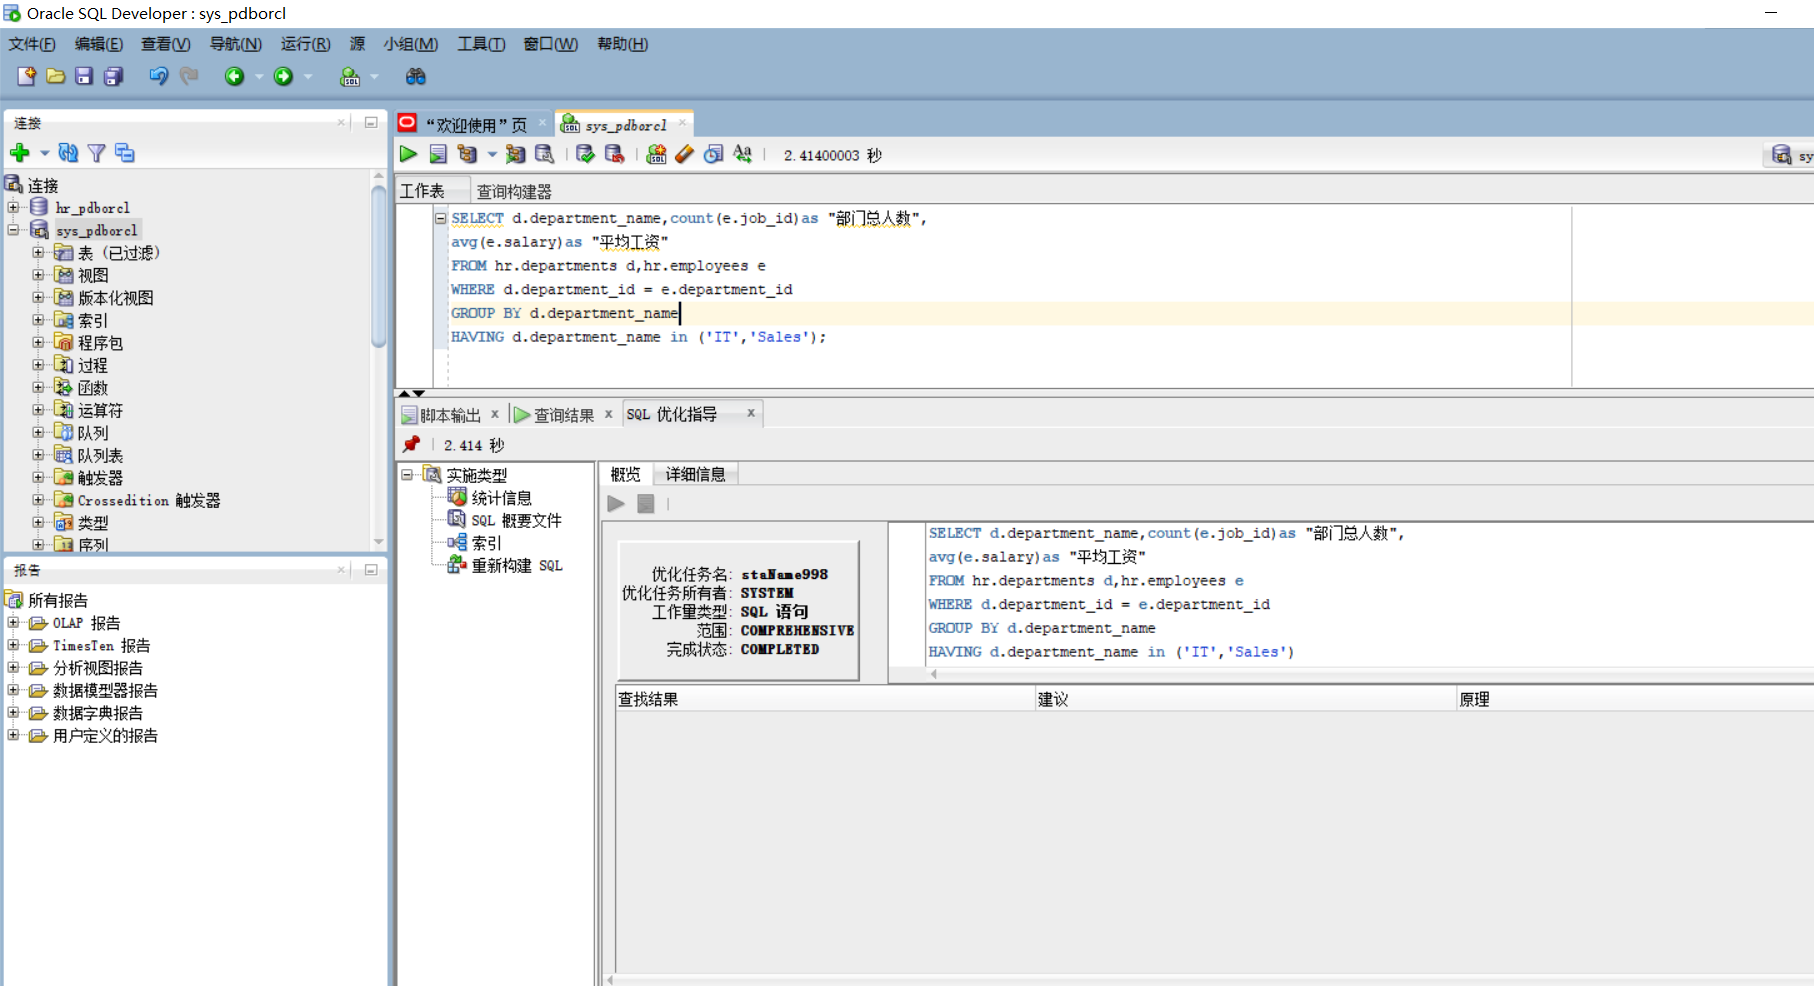 Oracle SQL Developer : sys_pdborcl
文件(F) 编辑(E) 查看(V) 导航(N) 运行(R) 源 小组(M) 工具(T) 窗口(W) 帮助(H)
连接
连接
hr_pdborcl
sys_pdborcl
表 (已过滤)
视图
版本化视图
索引
程序包
过程
函数
运算符
队列
队列表
触发器
Crossedition 触发器
类型
序列
报告
所有报告
OLAP 报告
TimesTen 报告
分析视图报告
数据模型器报告
数据字典报告
用户定义的报告
“欢迎使用” 页 sys_pdborcl
2.41400003 秒
sy
工作表 查询构建器
SELECT d.department_name,count(e.job_id)as "部门总人数",
avg(e.salary)as "平均工资"
FROM hr.departments d,hr.employees e
WHERE d.department_id = e.department_id
GROUP BY d.department_name
HAVING d.department_name in ('IT','Sales');
脚本输出 查询结果 SQL 优化指导
2.414 秒
实施类型
统计信息
SQL 概要文件
索引
重新构建 SQL
概览 详细信息
优化任务名: staName998
优化任务所有者: SYSTEM
工作量类型: SQL 语句
范围: COMPREHENSIVE
完成状态: COMPLETED
SELECT d.department_name,count(e.job_id)as "部门总人数",
avg(e.salary)as "平均工资"
FROM hr.departments d,hr.employees e
WHERE d.department_id = e.department_id
GROUP BY d.department_name
HAVING d.department_name in ('IT','Sales')
查找结果 建议 原理